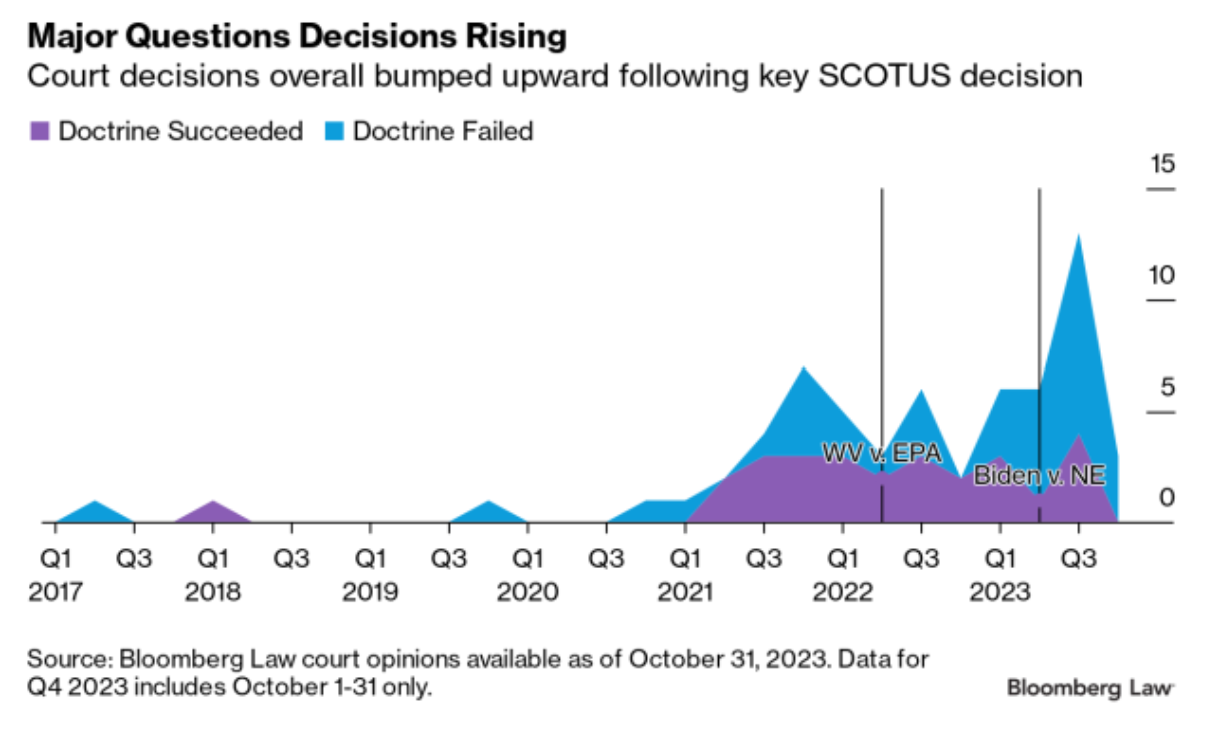 Major Questions Decisions Rising
Court decisions overall bumped upward following key SCOTUS decision
Doctrine Succeeded Doctrine Failed
15
10
5
WV v. EPA
Biden v. NE
0
Q1 Q3 Q1 Q3 Q1 Q3 Q1 Q3 Q1 Q3 Q1 Q3 Q1 Q3
2017 2018 2019 2020 2021 2022 2023
Source: Bloomberg Law court opinions available as of October 31, 2023. Data for
Q4 2023 includes October 1-31 only.
Bloomberg Law